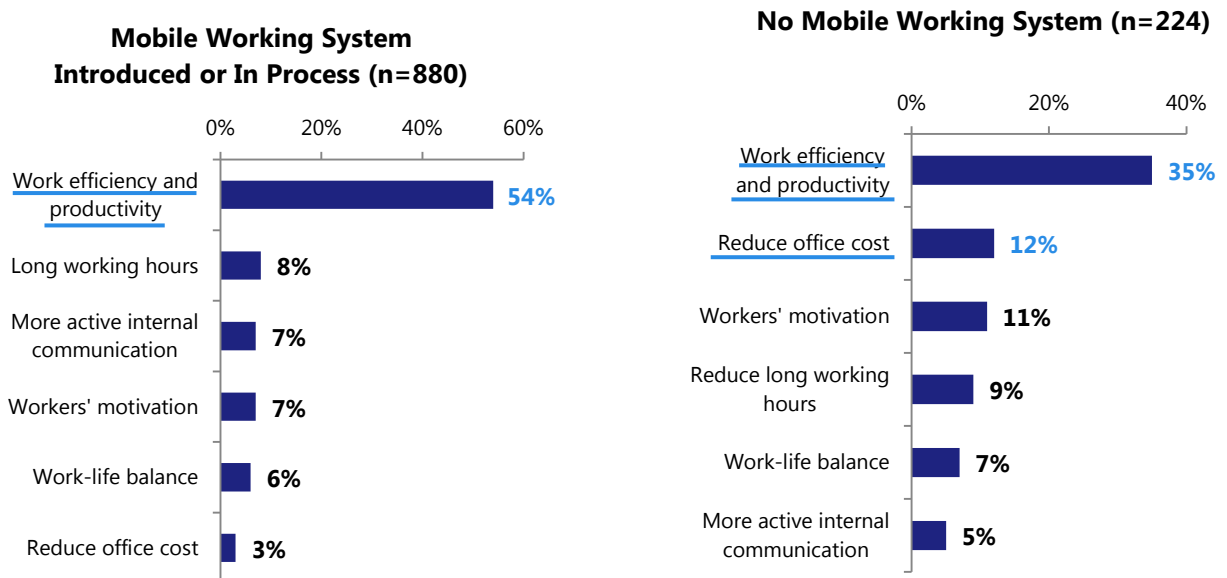 Mobile Working System
Introduced or In Process (n=880)
0%
20%
40%
60%
Work efficiency and
productivity
54%
Long working hours
8%
More active internal
communication
7%
Workers' motivation
7%
Work-life balance
6%
Reduce office cost
3%
No Mobile Working System (n=224)
0%
20%
40%
Work efficiency
and productivity
35%
Reduce office cost
12%
Workers' motivation
11%
Reduce long working
hours
9%
Work-life balance
7%
More active internal
communication
5%